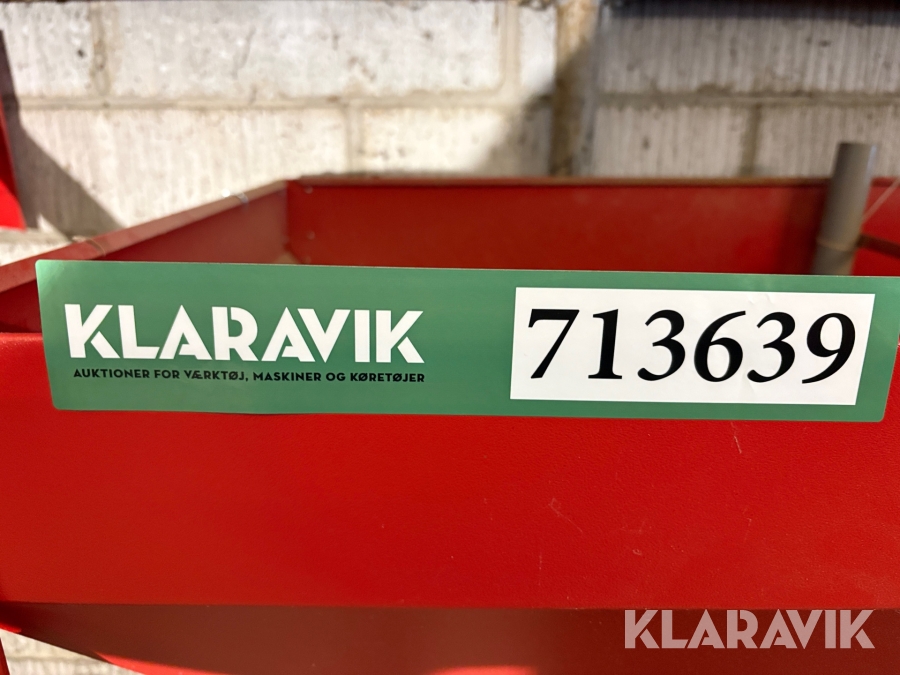 KLARAVIK
AUKTIONER FOR VÆRKTØJ, MASKINER OG KØRETØJER
713639
KLARAVIK